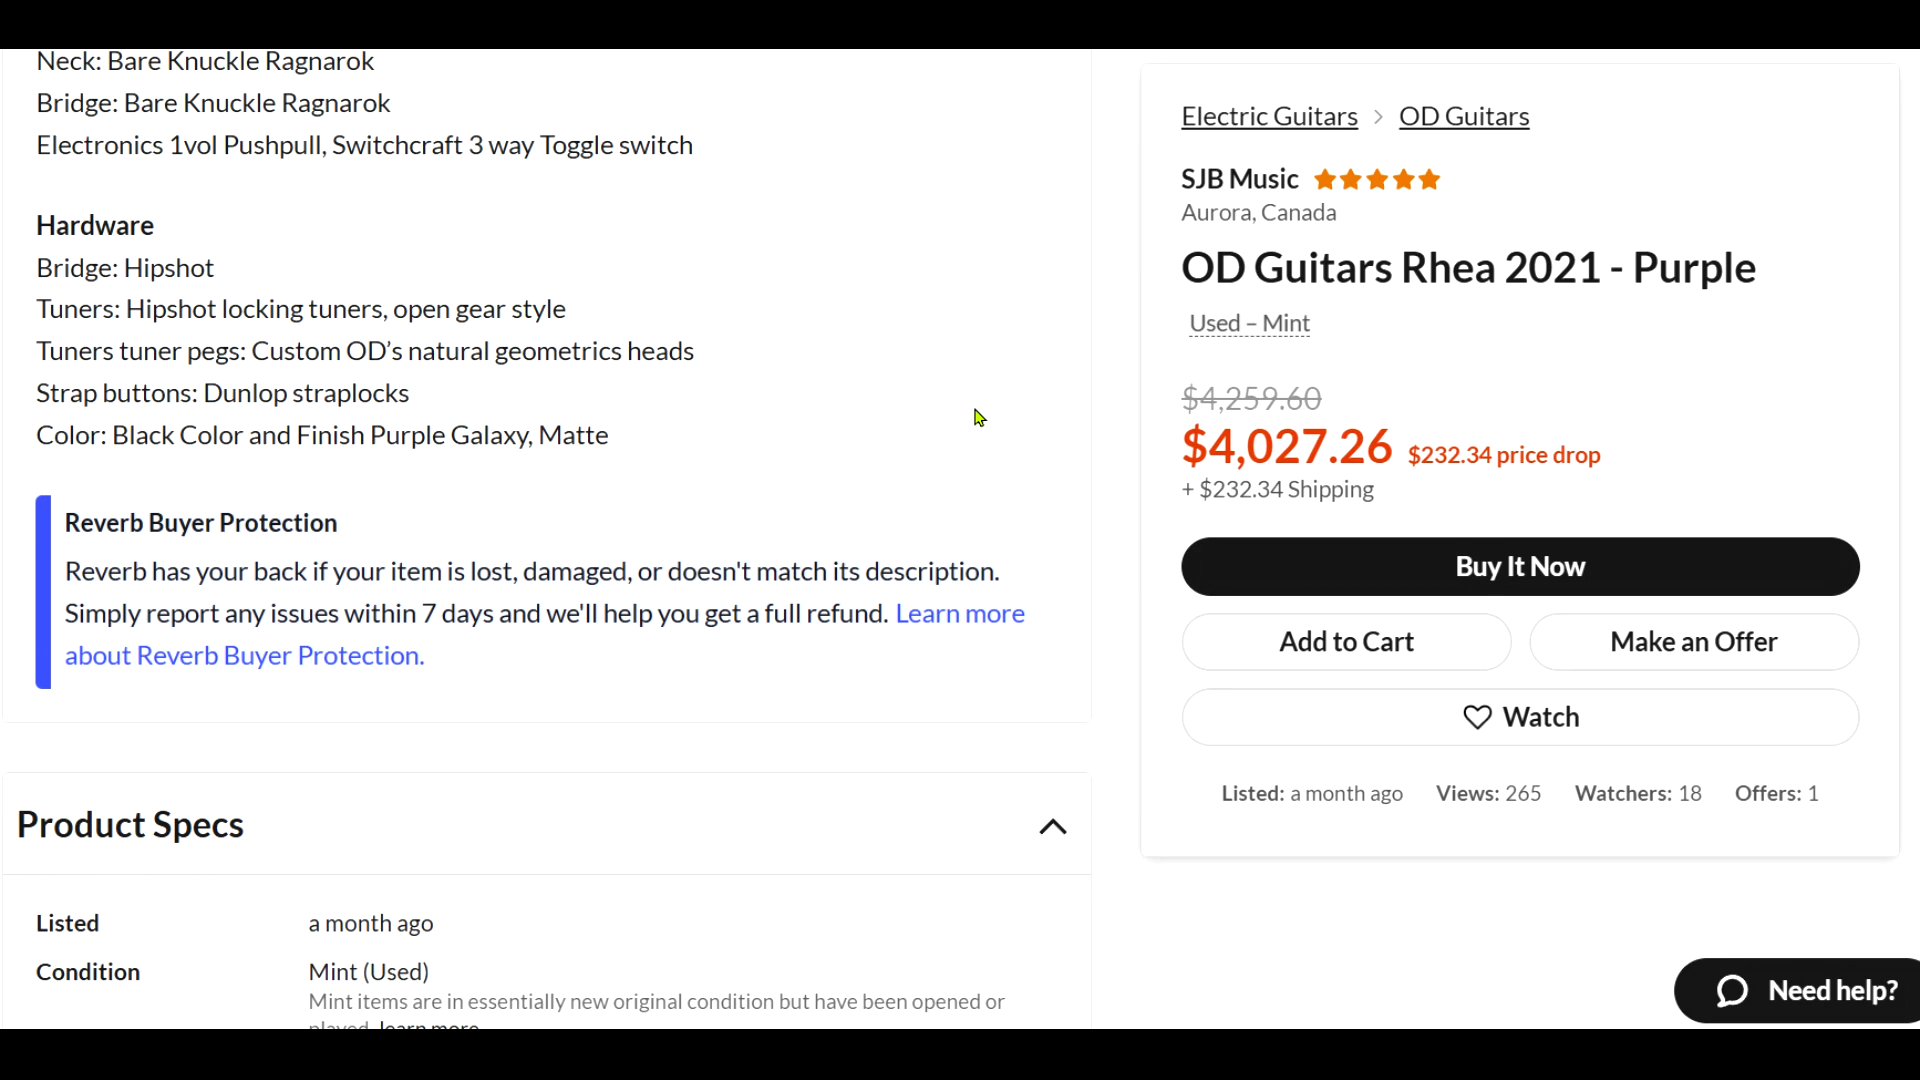 Neck: Bare Knuckle Ragnarok
Bridge: Bare Knuckle Ragnarok
Electronics 1vol Pushpull, Switchcraft 3 way Toggle switch
Hardware
Bridge: Hipshot
Tuners: Hipshot locking tuners, open gear style
Tuners tuner pegs: Custom OD’s natural geometrics heads
Strap buttons: Dunlop straplocks
Color: Black Color and Finish Purple Galaxy, Matte
Reverb Buyer Protection
Reverb has your back if your item is lost, damaged, or doesn't match its description.
Simply report any issues within 7 days and we'll help you get a full refund. Learn more
about Reverb Buyer Protection.
Product Specs
Listed a month ago
Condition Mint (Used)
Mint items are in essentially new original condition but have been opened or
played. learn more
Electric Guitars > OD Guitars
SJB Music
Aurora, Canada
OD Guitars Rhea 2021 - Purple
Used – Mint
$4,259.60
$4,027.26 $232.34 price drop
+ $232.34 Shipping
Buy It Now
Add to Cart Make an Offer
Watch
Listed: a month ago Views: 265 Watchers: 18 Offers: 1
Need help?